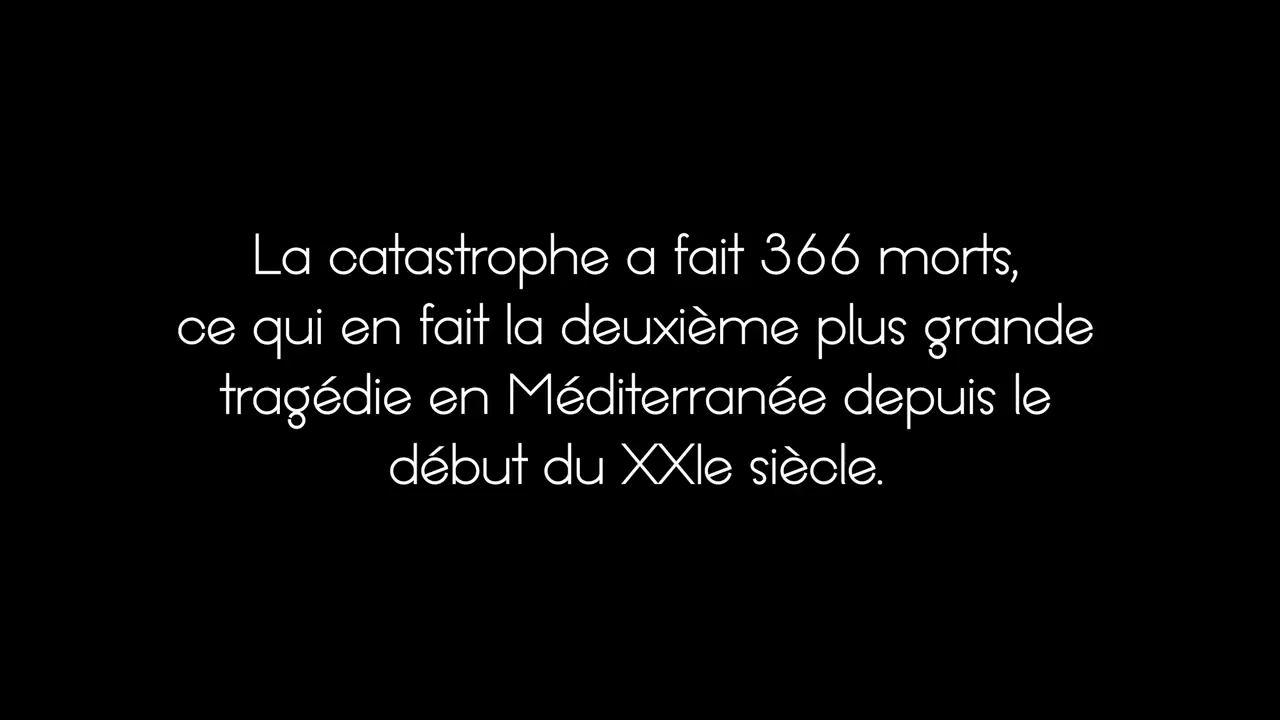 La catastrophe a fait 366 morts,
ce qui en fait la deuxième plus grande
tragédie en Méditerranée depuis le
début du XXIe siècle.